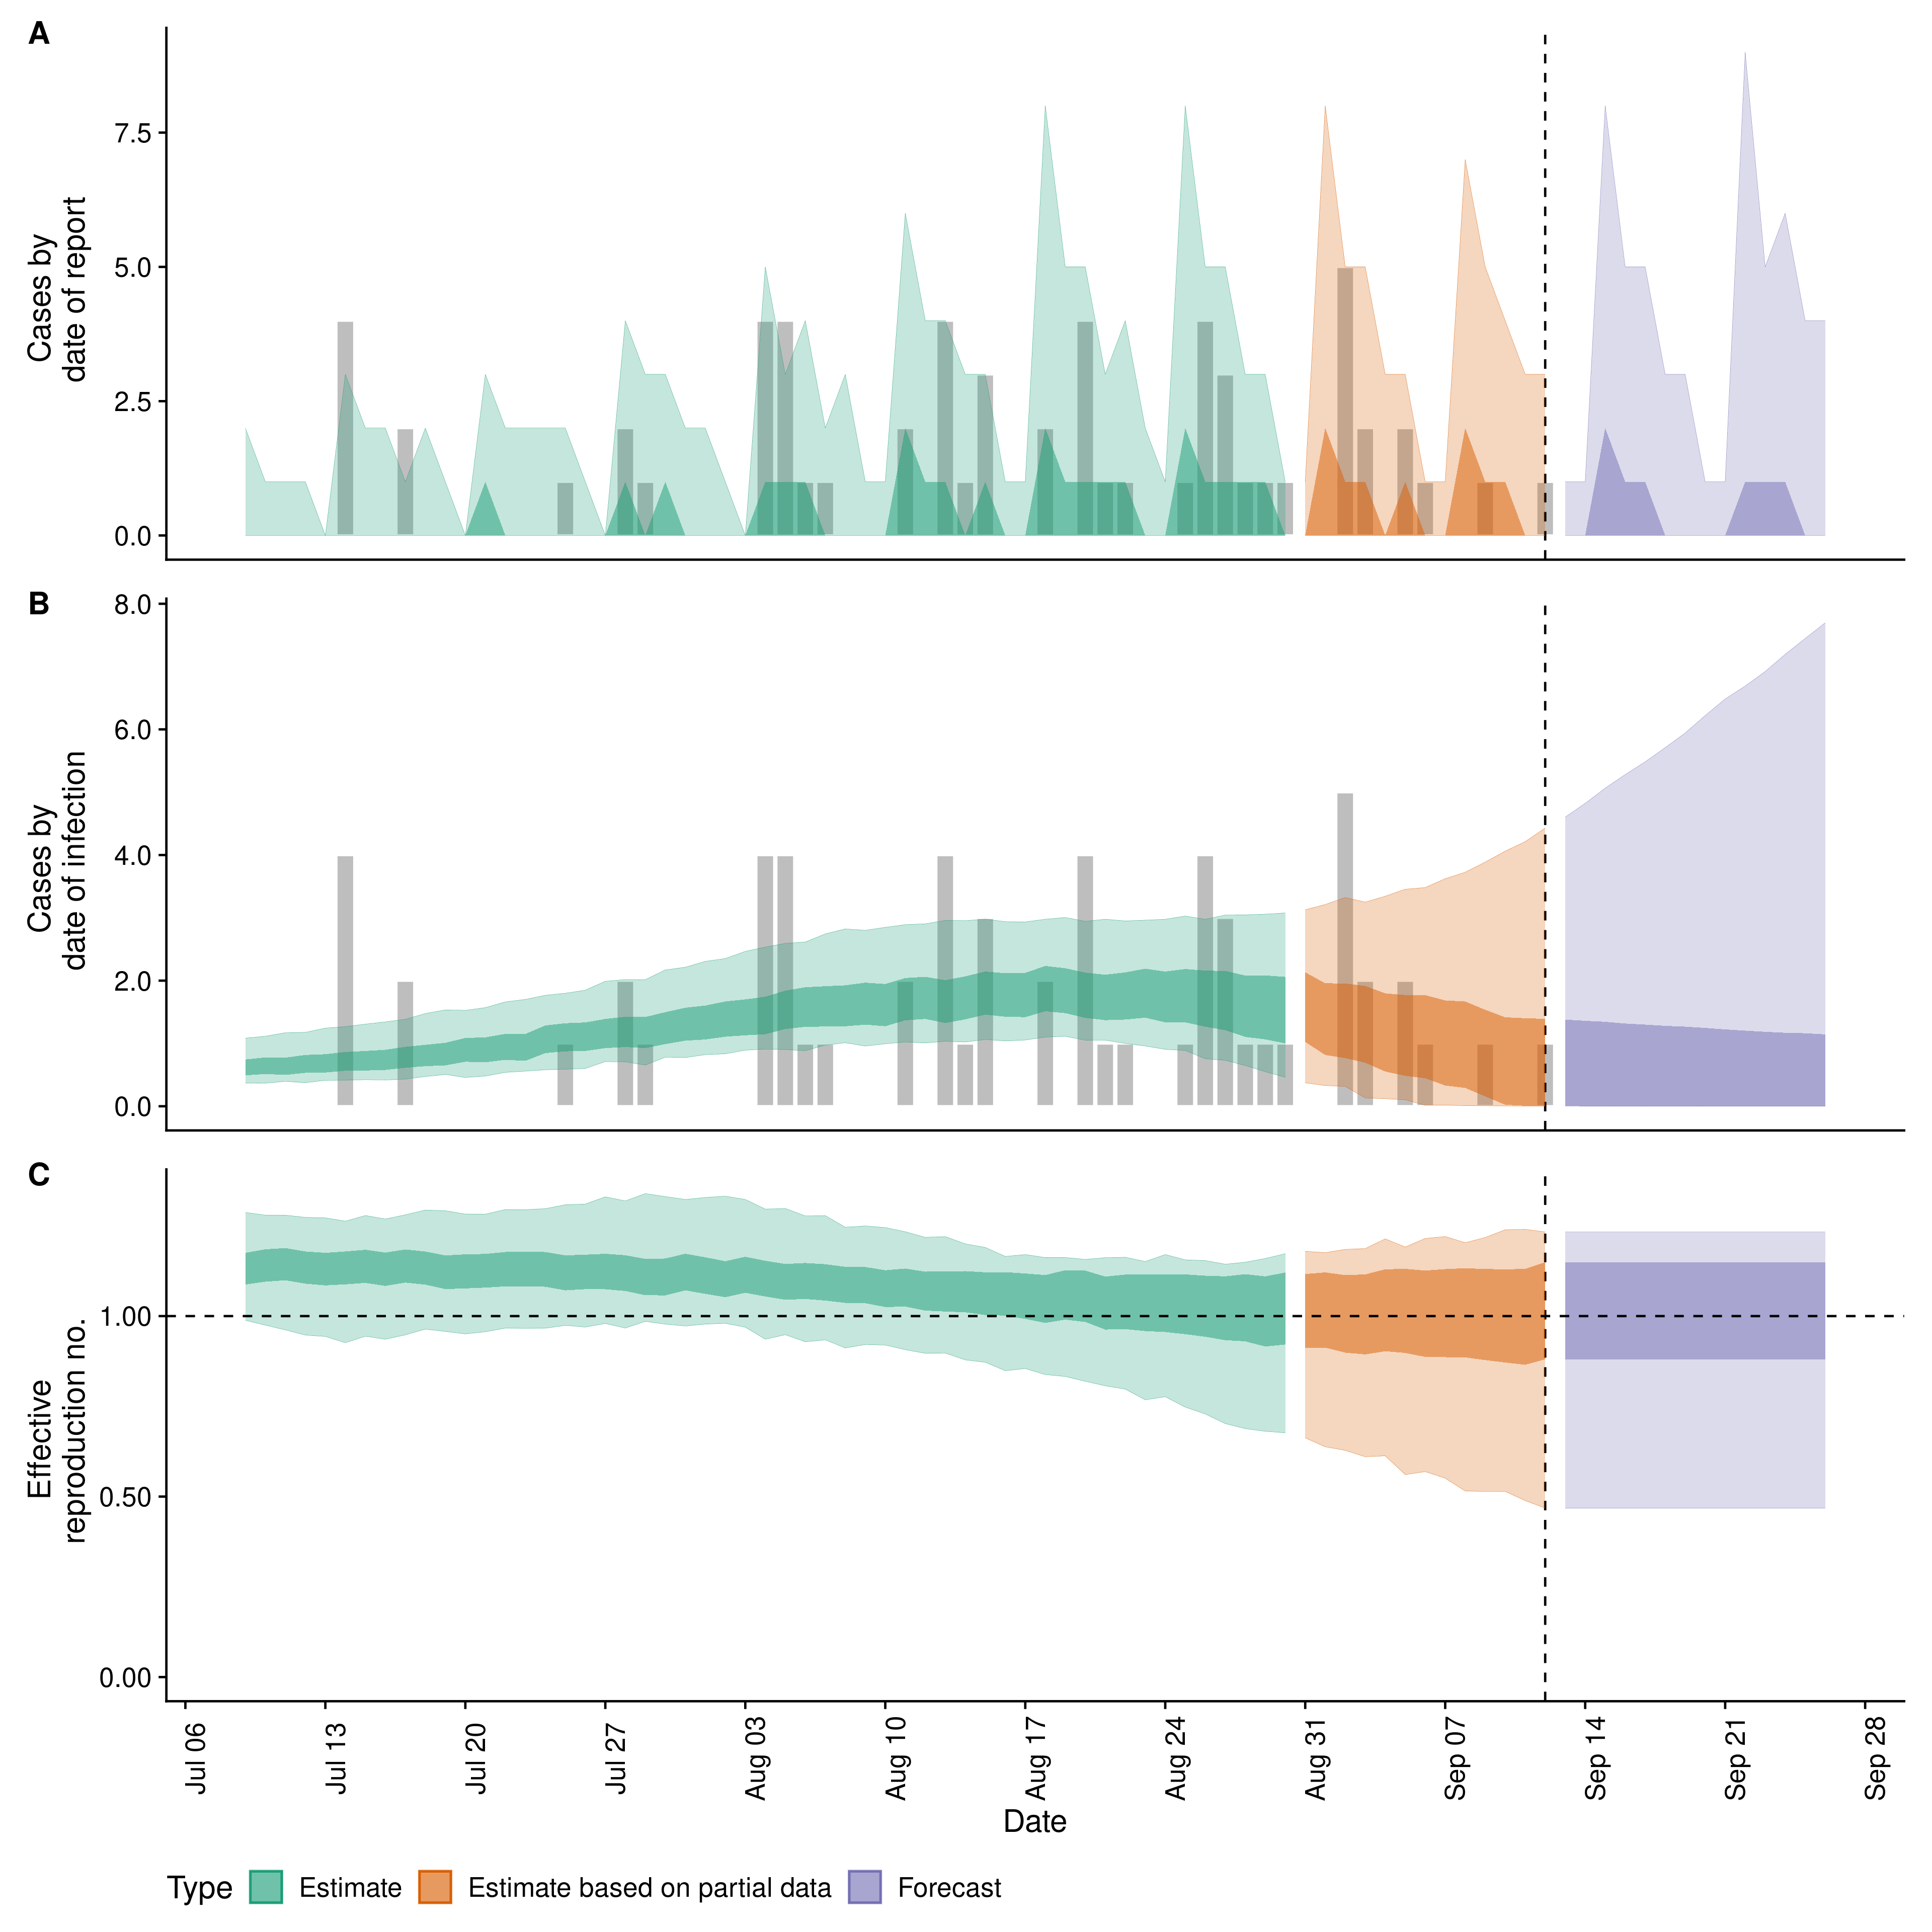 A
Cases by
date of report
7.5
5.0
2.5
0.0
B
Cases by
date of infection
8.0
6.0
4.0
2.0
0.0
C
Effective
reproduction no.
1.00
0.50
0.00
Jul 06
Jul 13
Jul 20
Jul 27
Aug 03
Aug 10
Aug 17
Aug 24
Aug 31
Sep 07
Sep 14
Sep 21
Sep 28
Date
Type Estimate Estimate based on partial data Forecast